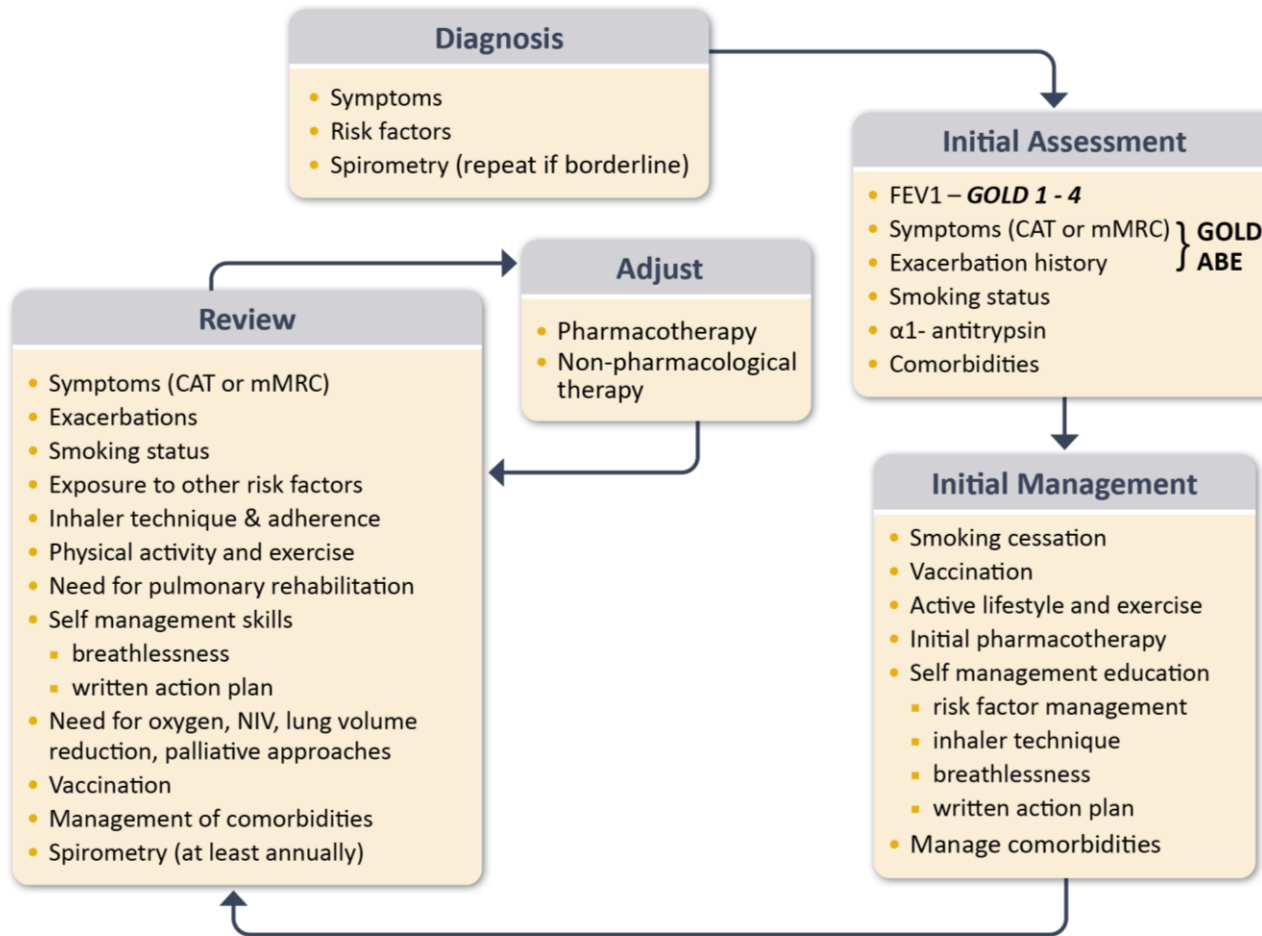 Diagnosis
• Symptoms
• Risk factors
• Spirometry (repeat if borderline)
Initial Assessment
• FEV1 – GOLD 1 - 4
• Symptoms (CAT or mMRC)
• Exacerbation history
} GOLD
ABE
• Smoking status
• α1- antitrypsin
• Comorbidities
Initial Management
• Smoking cessation
• Vaccination
• Active lifestyle and exercise
• Initial pharmacotherapy
• Self management education
▪ risk factor management
▪ inhaler technique
▪ breathlessness
▪ written action plan
• Manage comorbidities
Review
• Symptoms (CAT or mMRC)
• Exacerbations
• Smoking status
• Exposure to other risk factors
• Inhaler technique & adherence
• Physical activity and exercise
• Need for pulmonary rehabilitation
• Self management skills
▪ breathlessness
▪ written action plan
• Need for oxygen, NIV, lung volume
reduction, palliative approaches
• Vaccination
• Management of comorbidities
• Spirometry (at least annually)
Adjust
• Pharmacotherapy
• Non-pharmacological
therapy